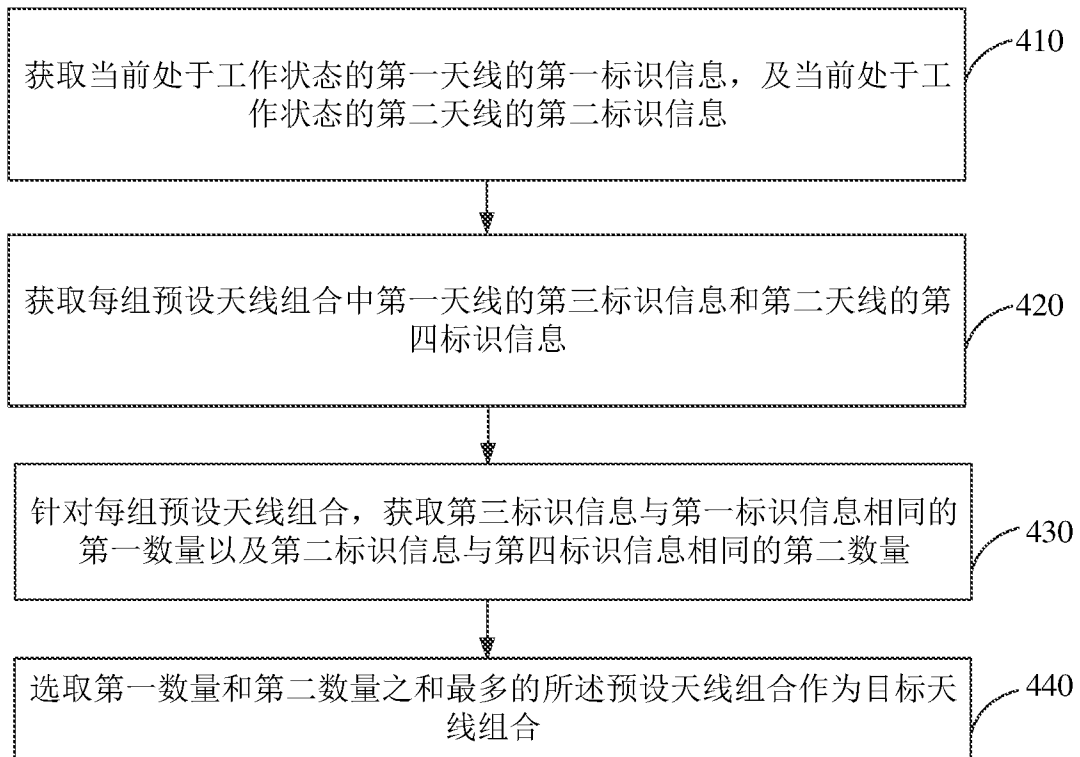 获取当前处于工作状态的第一天线的第一标识信息，及当前处于工
作状态的第二天线的第二标识信息
410
获取每组预设天线组合中第一天线的第三标识信息和第二天线的第
四标识信息
420
针对每组预设天线组合，获取第三标识信息与第一标识信息相同的
第一数量以及第二标识信息与第四标识信息相同的第二数量
430
选取第一数量和第二数量之和最多的所述预设天线组合作为目标天
线组合
440